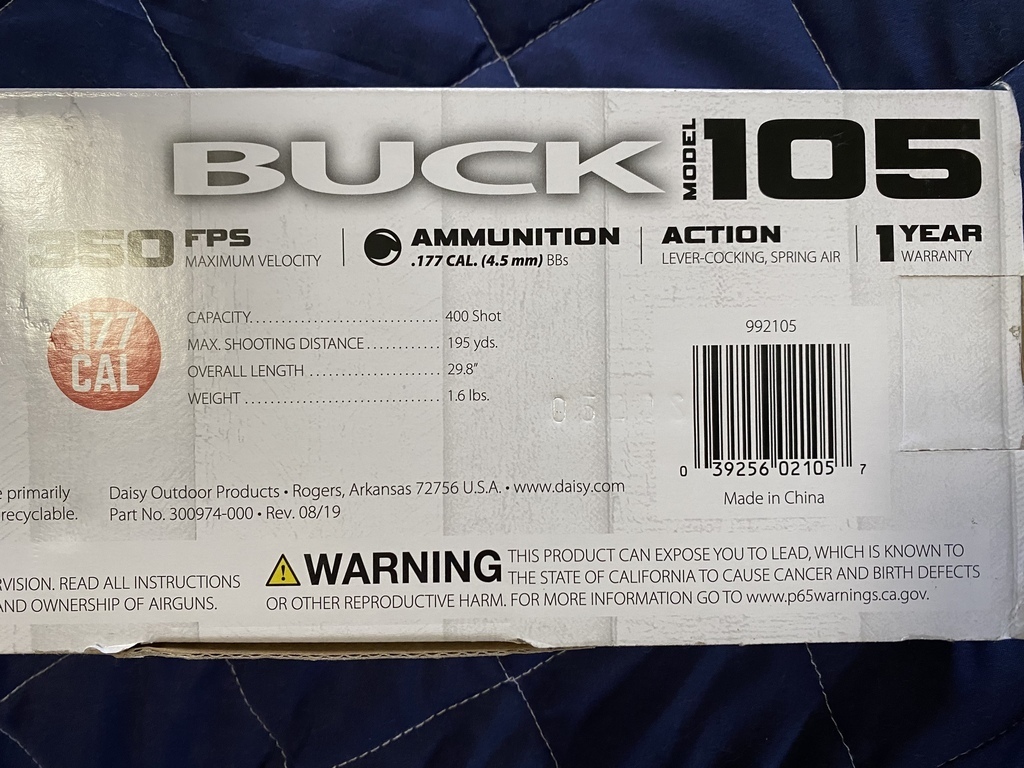 BUCK MODEL 105
350 FPS
MAXIMUM VELOCITY
AMMUNITION
.177 CAL. (4.5 mm) BBs
ACTION
LEVER-COCKING, SPRING AIR
1 YEAR
WARRANTY
177
CAL
CAPACITY 400 Shot
MAX. SHOOTING DISTANCE 195 yds.
OVERALL LENGTH 29.8"
WEIGHT 1.6 lbs.
992105
0 39256 02105 7
Made in China
e primarily
recyclable.
Daisy Outdoor Products • Rogers, Arkansas 72756 U.S.A. • www.daisy.com
Part No. 300974-000 • Rev. 08/19
RVISION. READ ALL INSTRUCTIONS
AND OWNERSHIP OF AIRGUNS.
WARNING THIS PRODUCT CAN EXPOSE YOU TO LEAD, WHICH IS KNOWN TO
THE STATE OF CALIFORNIA TO CAUSE CANCER AND BIRTH DEFECTS
OR OTHER REPRODUCTIVE HARM. FOR MORE INFORMATION GO TO www.p65warnings.ca.gov.